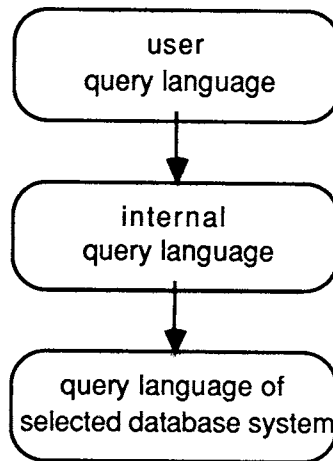 user
query language
internal
query language
query language of
selected database system